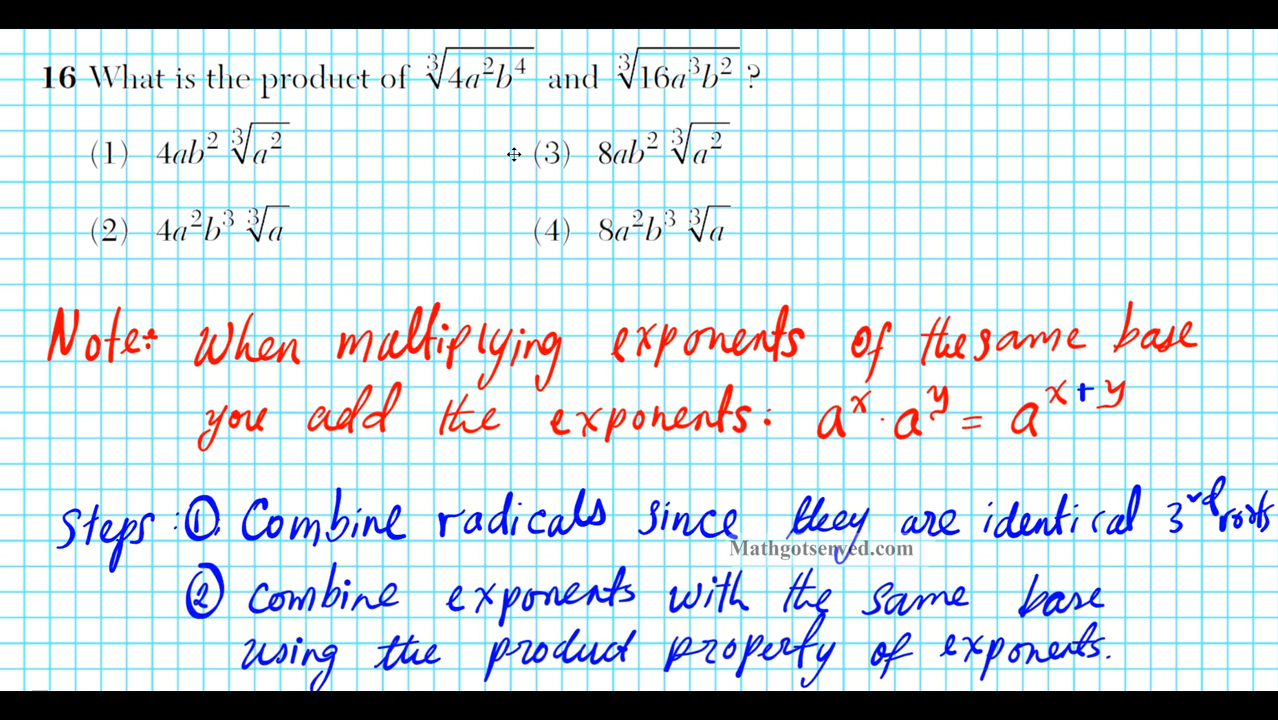 16 What is the product of ∛(4a²b⁴) and ∛(16a³b²) ?
(1) 4ab² ∛(a²) (3) 8ab² ∛(a²)
(2) 4a²b³ ∛a (4) 8a²b³ ∛a
Note: When multiplying exponents of the same base
you add the exponents: aˣ · aʸ = aˣ⁺ʸ
Steps: ①. Combine radicals since they are identical 3rd roots
Mathgotserved.com
② combine exponents with the same base
using the product property of exponents.